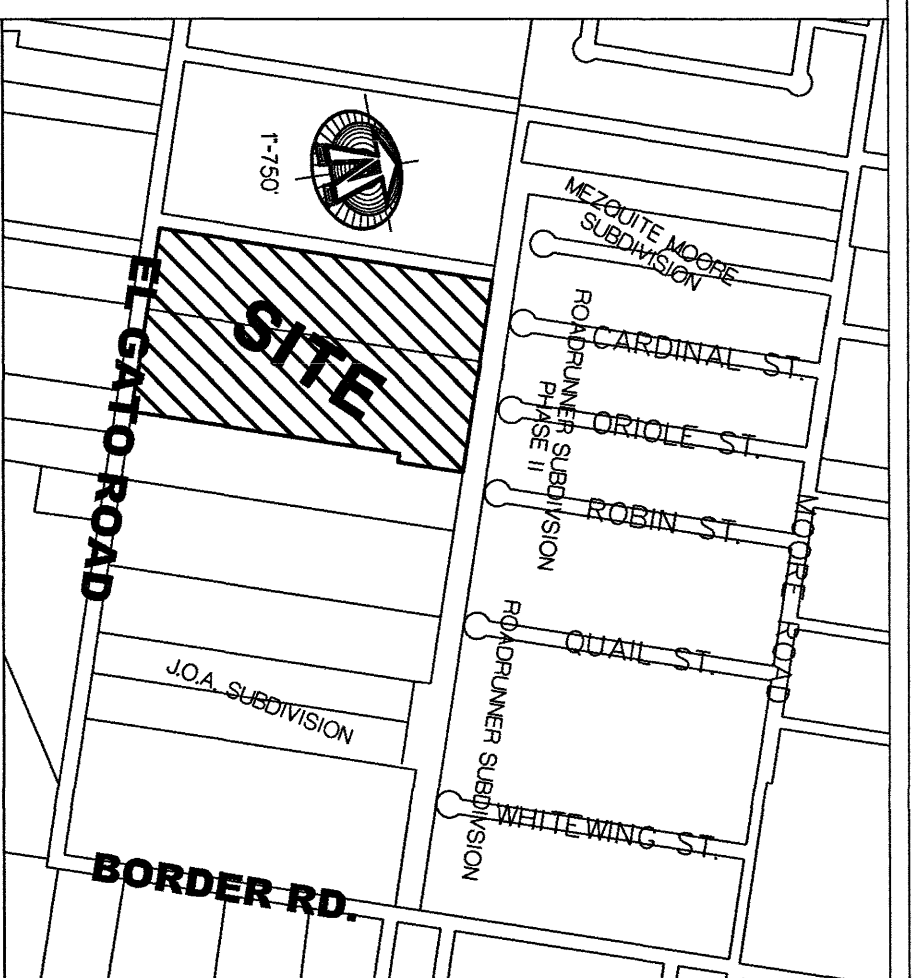 1"-750'
N
MEZQUITE MOORE
SUBDIVISION
SITE
EL GATO ROAD
CARDINAL ST.
ROADRUNNER SUBDIVISION
PHASE II
ORIOLE ST.
ROBIN ST.
MOORE ROAD
QUAIL ST.
ROADRUNNER SUBDIVISION
J.O.A. SUBDIVISION
WHITEWING ST.
BORDER RD.